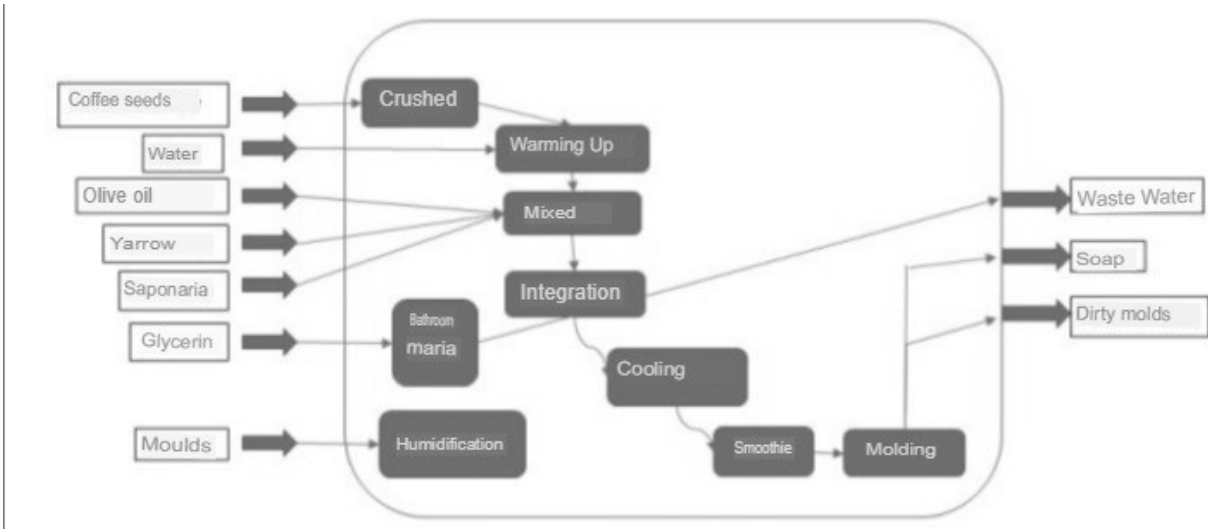 Coffee seeds
Crushed
Water
Warming Up
Olive oil
Mixed
Waste Water
Yarrow
Soap
Saponaria
Integration
Dirty molds
Glycerin
Bathroom
maria
Cooling
Moulds
Humidification
Smoothie
Molding